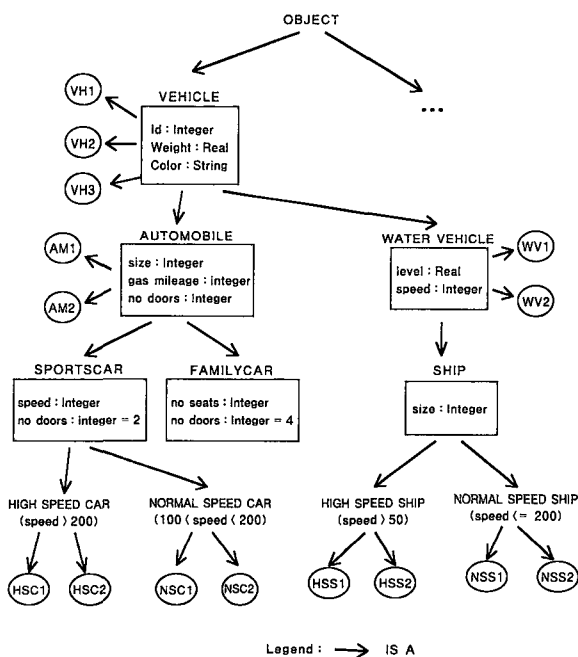 OBJECT
...
VEHICLE
Id : Integer
Weight : Real
Color : String
VH1
VH2
VH3
AUTOMOBILE
size : Integer
gas mileage : integer
no doors : Integer
AM1
AM2
WATER VEHICLE
level : Real
speed : Integer
WV1
WV2
SPORTSCAR
speed : Integer
no doors : integer = 2
FAMILYCAR
no seats : Integer
no doors : Integer = 4
SHIP
size : Integer
HIGH SPEED CAR
(speed > 200)
NORMAL SPEED CAR
(100 < speed < 200)
HIGH SPEED SHIP
(speed > 50)
NORMAL SPEED SHIP
(speed <= 200)
HSC1
HSC2
NSC1
NSC2
HSS1
HSS2
NSS1
NSS2
Legend : → IS A